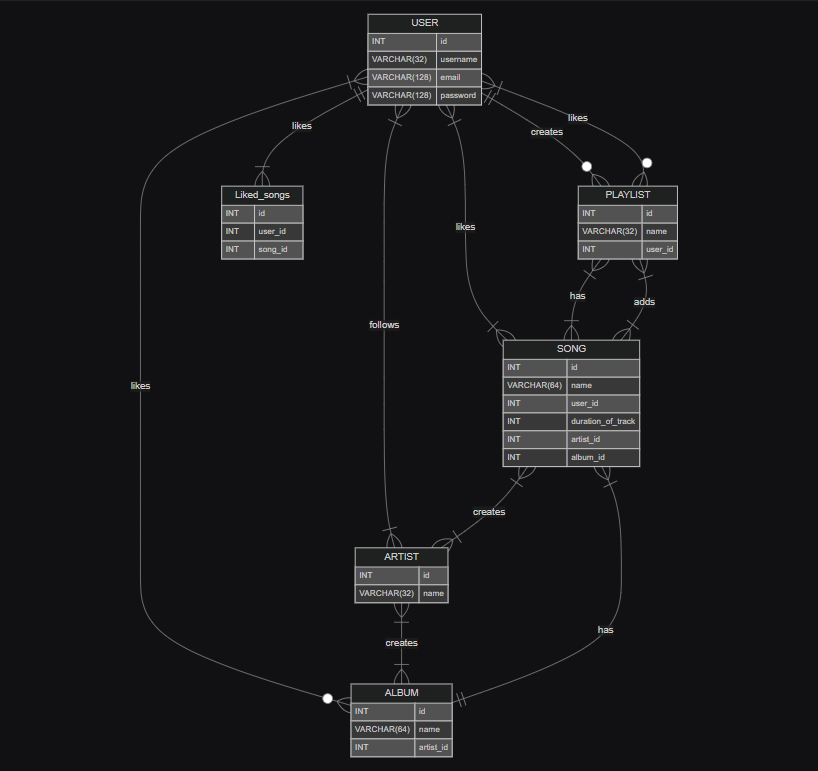 USER
INT id
VARCHAR(32) username
VARCHAR(128) email
VARCHAR(128) password
likes
likes
creates
Liked_songs
INT id
INT user_id
INT song_id
PLAYLIST
INT id
VARCHAR(32) name
INT user_id
likes
has
adds
follows
SONG
INT id
VARCHAR(64) name
INT user_id
INT duration_of_track
INT artist_id
INT album_id
likes
creates
ARTIST
INT id
VARCHAR(32) name
has
creates
ALBUM
INT id
VARCHAR(64) name
INT artist_id